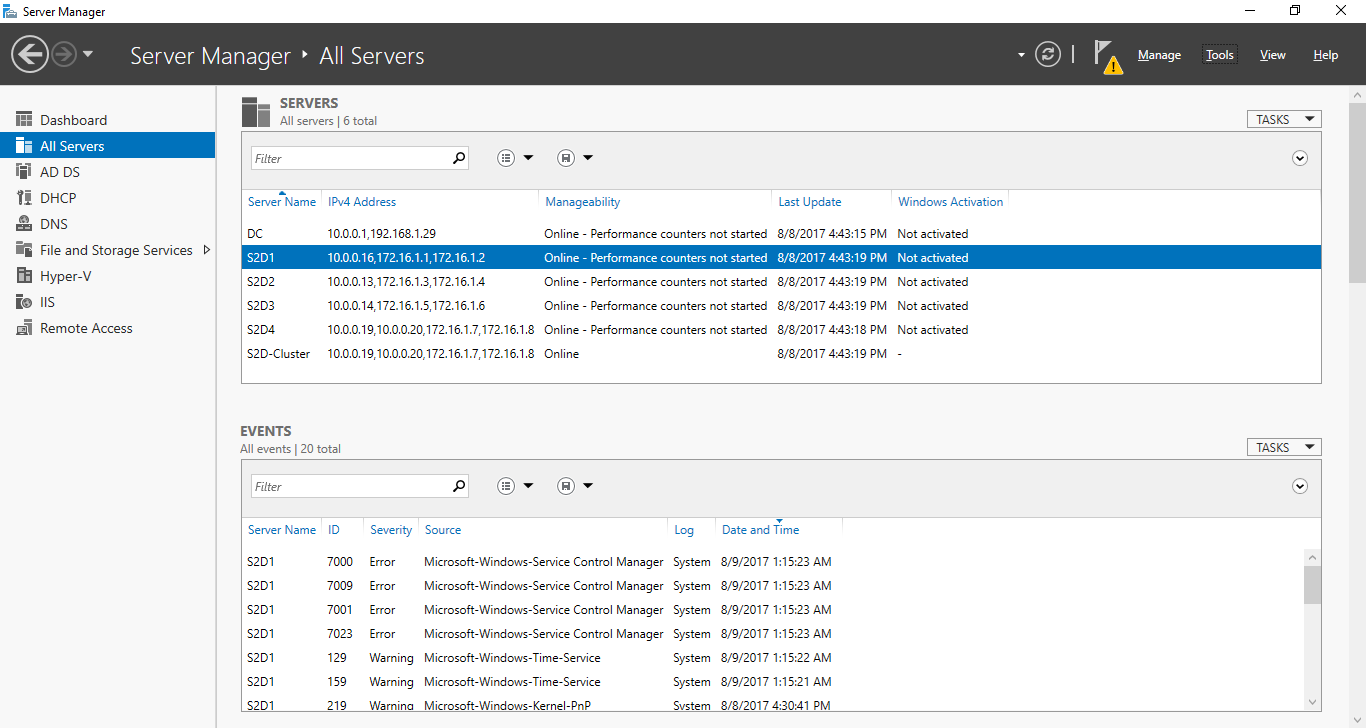 Server Manager
Server Manager ‣ All Servers
Manage Tools View Help
Dashboard
All Servers
AD DS
DHCP
DNS
File and Storage Services
Hyper-V
IIS
Remote Access
SERVERS
All servers | 6 total
TASKS
Filter
Server Name IPv4 Address Manageability Last Update Windows Activation
DC 10.0.0.1,192.168.1.29 Online - Performance counters not started 8/8/2017 4:43:15 PM Not activated
S2D1 10.0.0.16,172.16.1.1,172.16.1.2 Online - Performance counters not started 8/8/2017 4:43:19 PM Not activated
S2D2 10.0.0.13,172.16.1.3,172.16.1.4 Online - Performance counters not started 8/8/2017 4:43:19 PM Not activated
S2D3 10.0.0.14,172.16.1.5,172.16.1.6 Online - Performance counters not started 8/8/2017 4:43:19 PM Not activated
S2D4 10.0.0.19,10.0.0.20,172.16.1.7,172.16.1.8 Online - Performance counters not started 8/8/2017 4:43:18 PM Not activated
S2D-Cluster 10.0.0.19,10.0.0.20,172.16.1.7,172.16.1.8 Online 8/8/2017 4:43:19 PM -
EVENTS
All events | 20 total
TASKS
Filter
Server Name ID Severity Source Log Date and Time
S2D1 7000 Error Microsoft-Windows-Service Control Manager System 8/9/2017 1:15:23 AM
S2D1 7009 Error Microsoft-Windows-Service Control Manager System 8/9/2017 1:15:23 AM
S2D1 7001 Error Microsoft-Windows-Service Control Manager System 8/9/2017 1:15:23 AM
S2D1 7023 Error Microsoft-Windows-Service Control Manager System 8/9/2017 1:15:23 AM
S2D1 129 Warning Microsoft-Windows-Time-Service System 8/9/2017 1:15:22 AM
S2D1 159 Warning Microsoft-Windows-Time-Service System 8/9/2017 1:15:21 AM
S2D1 219 Warning Microsoft-Windows-Kernel-PnP System 8/8/2017 4:30:41 PM